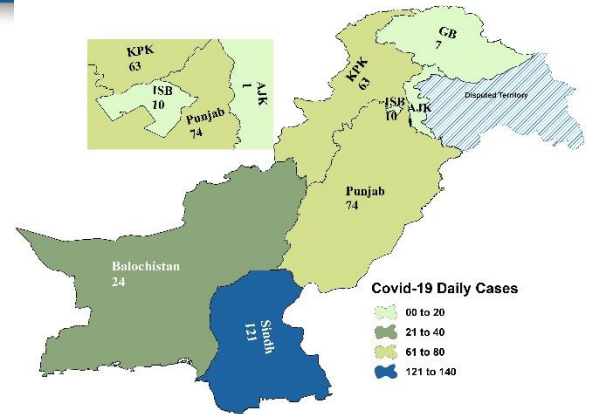 KPK
63
ISB
10
Punjab
74
AJK
1
GB
7
KPK
63
ISB
10
AJK
Disputed Territory
Punjab
74
Balochistan
24
Sindh
121
Covid-19 Daily Cases
00 to 20
21 to 40
61 to 80
121 to 140